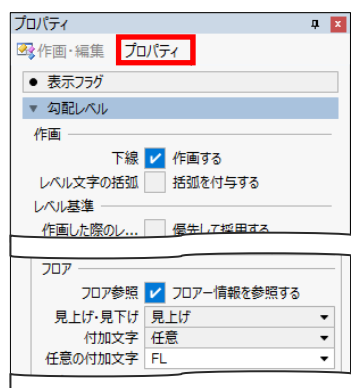 プロパティ
作画・編集 プロパティ
● 表示フラグ
▼ 勾配レベル
作画
下線 作画する
レベル文字の括弧 括弧を付与する
レベル基準
作画した際のレ... 優先して採用する
フロア
フロア参照 フロアー情報を参照する
見上げ・見下げ 見上げ
付加文字 任意
任意の付加文字 FL